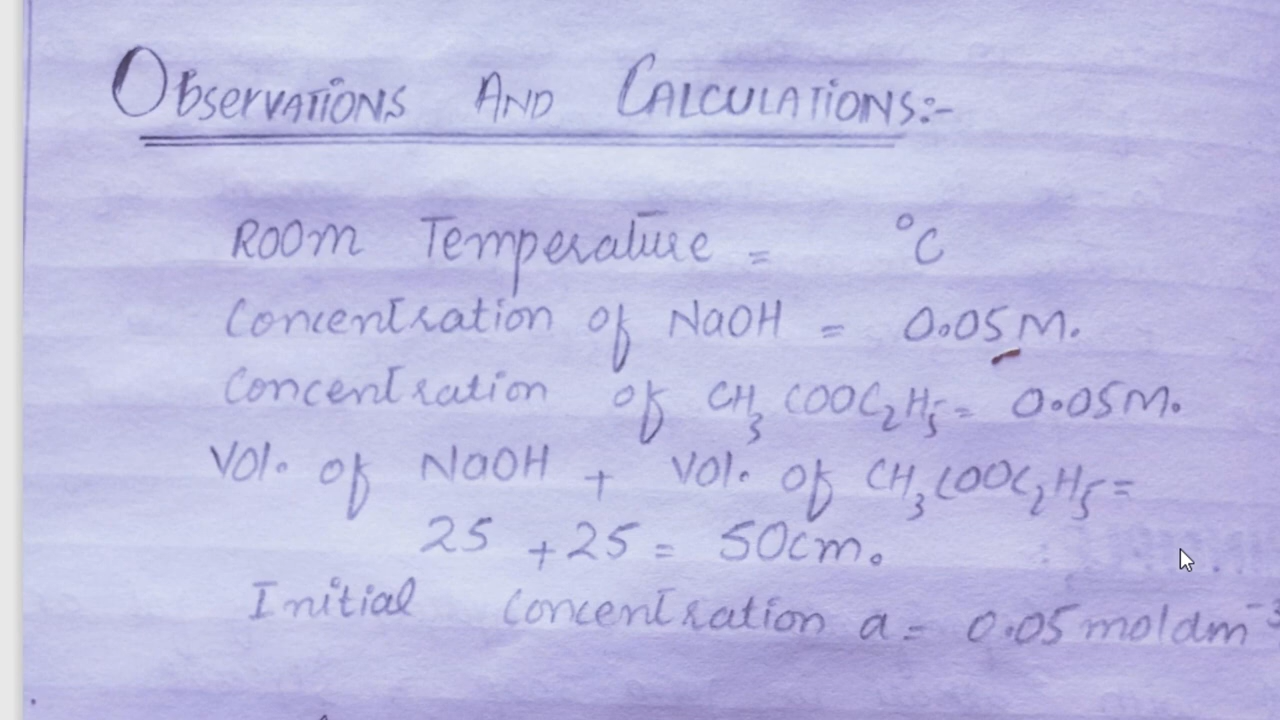 OBSERVATIONS AND CALCULATIONS:-
Room Temperature = °C
Concentration of NaOH = 0.05M.
Concentration of CH₃COOC₂H₅ = 0.05M.
Vol. of NaOH + Vol. of CH₃COOC₂H₅ =
25 + 25 = 50cm.
Initial Concentration a = 0.05 moldm⁻³